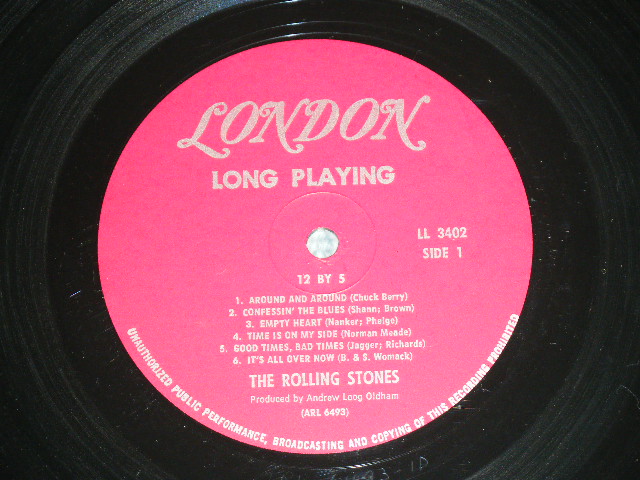 LONDON
LONG PLAYING
LL 3402
SIDE 1
12 BY 5
1. AROUND AND AROUND (Chuck Berry)
2. CONFESSIN' THE BLUES (Shann; Brown)
3. EMPTY HEART (Nanker; Phelge)
4. TIME IS ON MY SIDE (Norman Meade)
5. GOOD TIMES, BAD TIMES (Jagger; Richards)
6. IT'S ALL OVER NOW (B. & S. Womack)
THE ROLLING STONES
Produced by Andrew Loog Oldham
(ARL 6493)
UNAUTHORIZED PUBLIC PERFORMANCE, BROADCASTING AND COPYING OF THIS RECORDING PROHIBITED